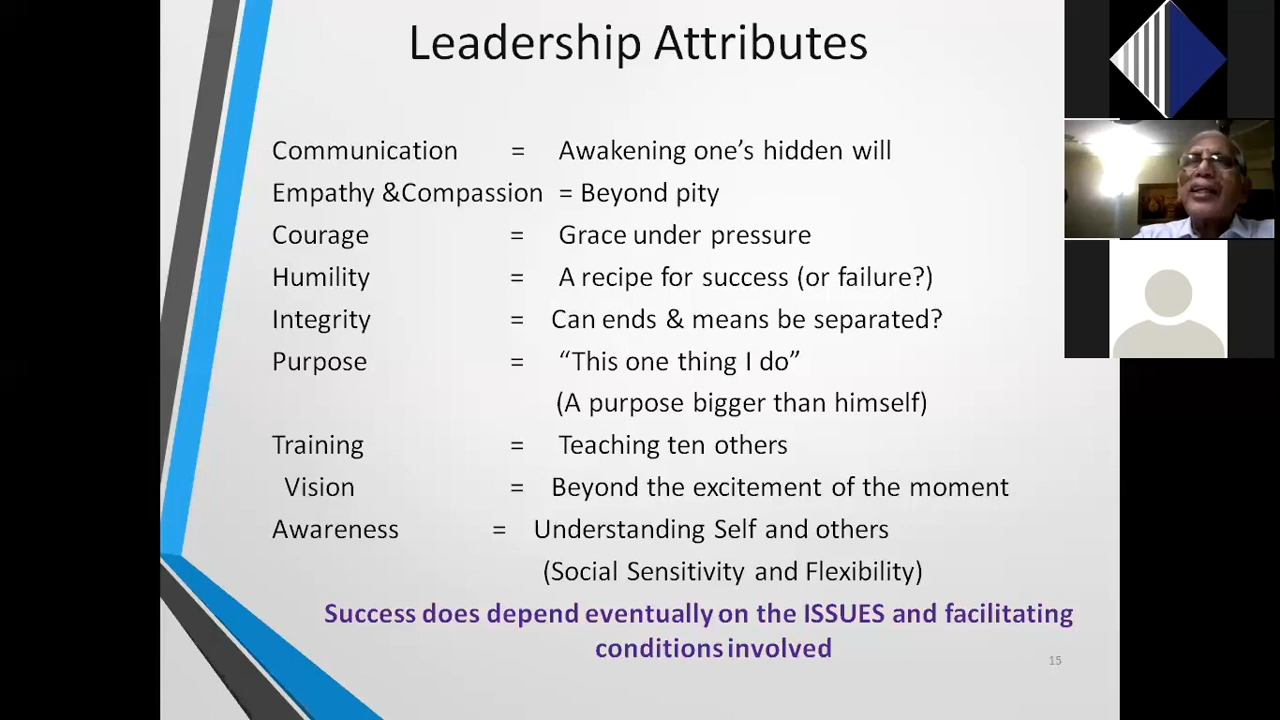 Leadership Attributes
Communication = Awakening one's hidden will
Empathy &Compassion = Beyond pity
Courage = Grace under pressure
Humility = A recipe for success (or failure?)
Integrity = Can ends & means be separated?
Purpose = “This one thing I do”
(A purpose bigger than himself)
Training = Teaching ten others
Vision = Beyond the excitement of the moment
Awareness = Understanding Self and others
(Social Sensitivity and Flexibility)
Success does depend eventually on the ISSUES and facilitating
conditions involved
15